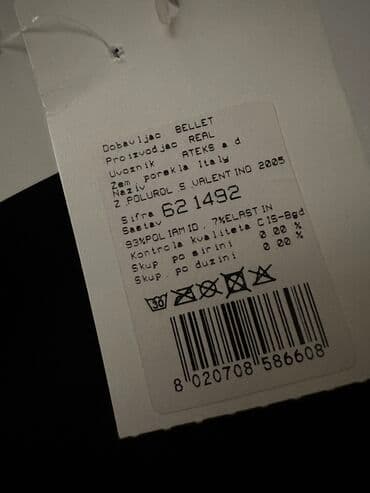 Dobavljac BELLET
Proizvodjac REAL
Uvoznik ATEKS a d
Zem porekla Italy
Naziv
Z.POLUROL.S.VALENTINO 2005
Sifra 621492
Sastav
93%POLIAMID, 7%ELASTIN
Kontrola kvaliteta CIS-Bgd
Skup. po sirini 0.00 %
Skup. po duzini 0.00 %
30
8 020708 586608